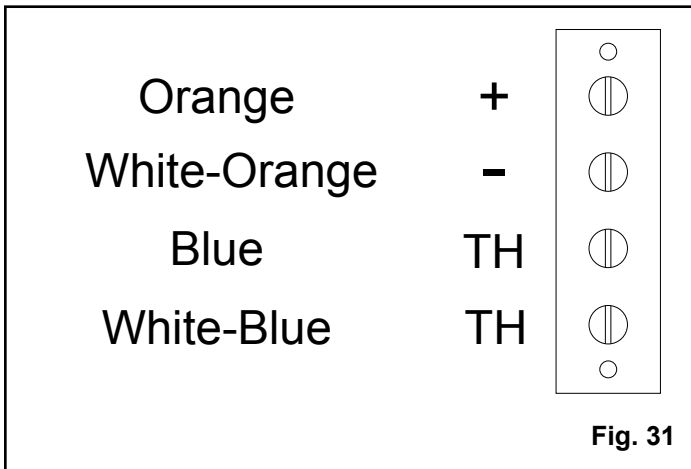 Orange +
White-Orange -
Blue TH
White-Blue TH
Fig. 31